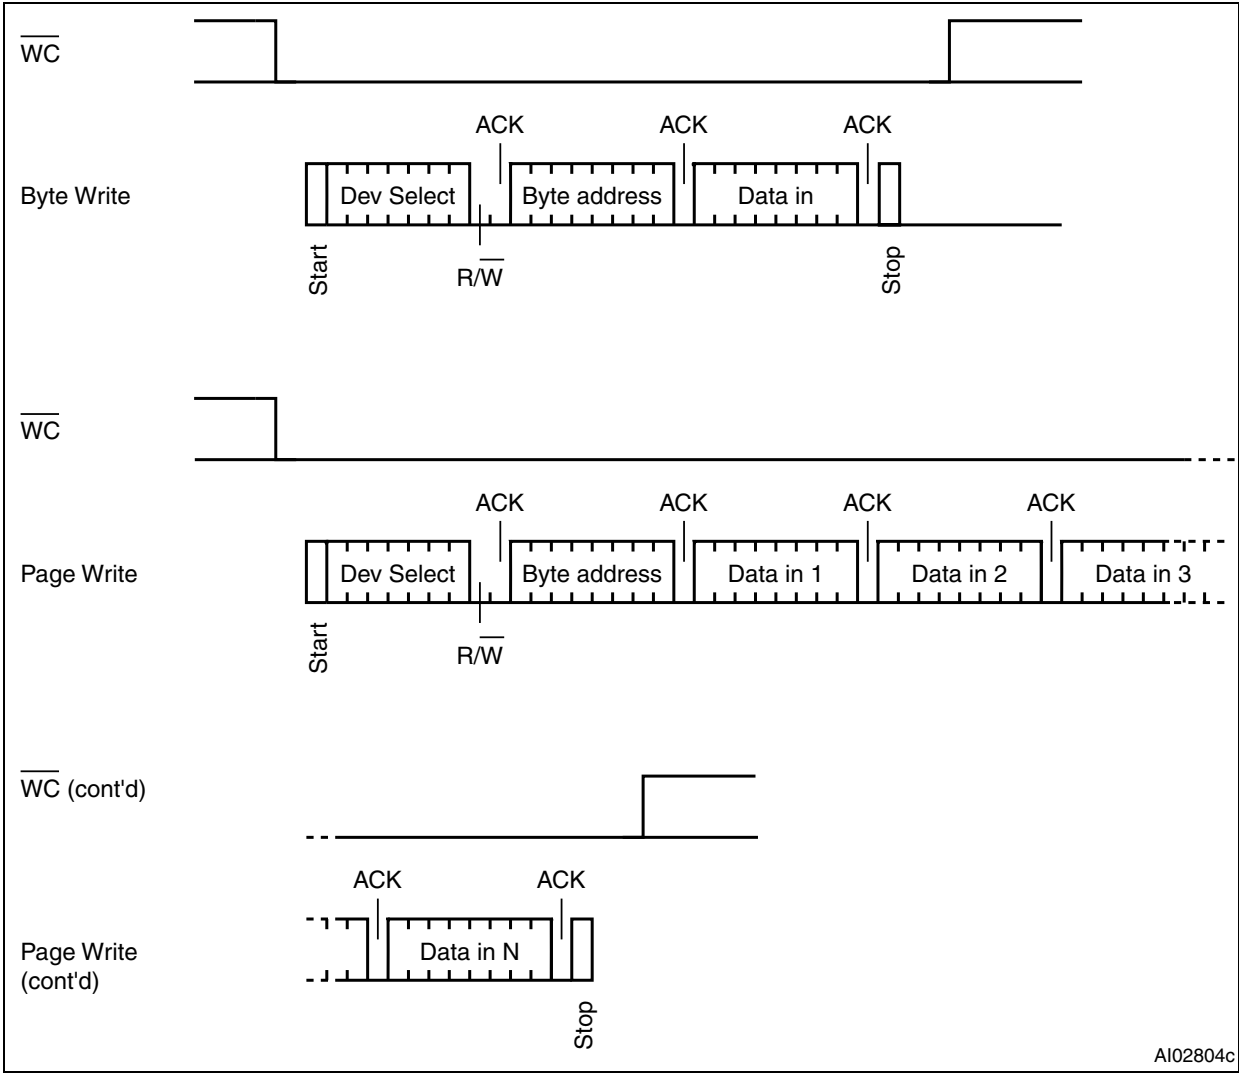 WC
ACK ACK ACK
Byte Write Dev Select Byte address Data in
Start R/W Stop
WC
ACK ACK ACK ACK
Page Write Dev Select Byte address Data in 1 Data in 2 Data in 3
Start R/W
WC (cont'd)
ACK ACK
Page Write Data in N
(cont'd)
Stop
AI02804c